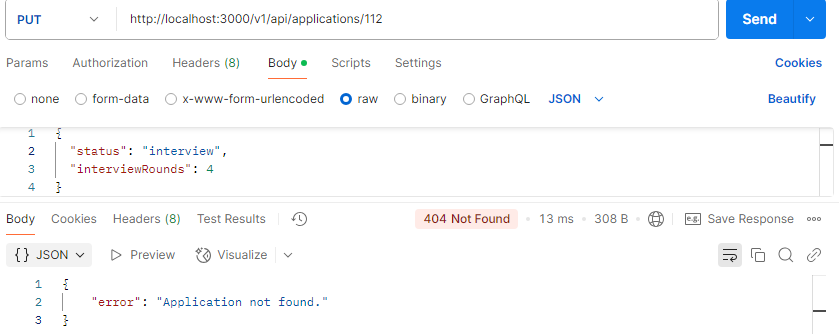 PUT http://localhost:3000/v1/api/applications/112 Send
Params Authorization Headers (8) Body Scripts Settings Cookies
none form-data x-www-form-urlencoded raw binary GraphQL JSON Beautify
1 {
2 "status": "interview",
3 "interviewRounds": 4
4 }
Body Cookies Headers (8) Test Results 404 Not Found 13 ms 308 B e.g. Save Response
{} JSON Preview Visualize
1 {
2 "error": "Application not found."
3 }